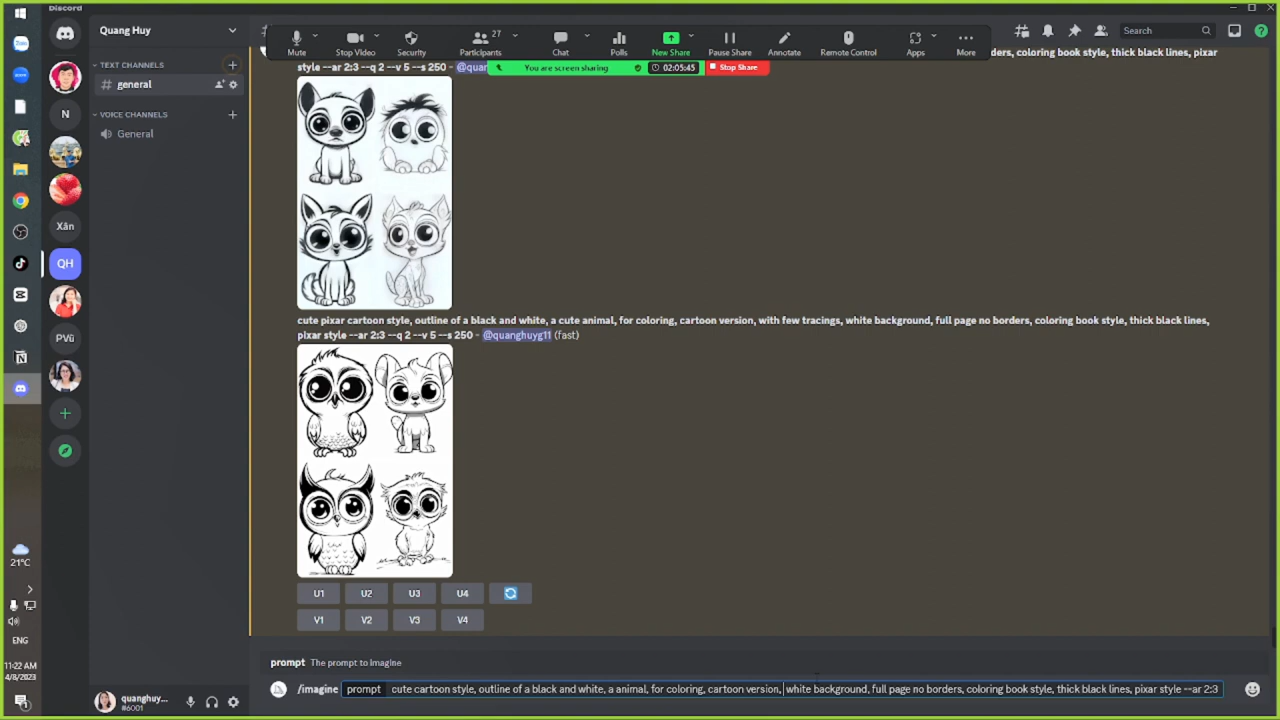 Discord
Quang Huy
TEXT CHANNELS
general
VOICE CHANNELS
General
N
Xân
QH
PVũ
21°C
ENG
11:22 AM
4/8/2023
Mute
Stop Video
Security
27
Participants
Chat
Polls
New Share
Pause Share
Annotate
Remote Control
Apps
More
Search
You are screen sharing
02:05:45
Stop Share
ders, coloring book style, thick black lines, pixar
style --ar 2:3 --q 2 --v 5 --s 250 - @quan
cute pixar cartoon style, outline of a black and white, a cute animal, for coloring, cartoon version, with few tracings, white background, full page no borders, coloring book style, thick black lines,
pixar style --ar 2:3 --q 2 --v 5 --s 250 - @quanghuyg11 (fast)
U1 U2 U3 U4
V1 V2 V3 V4
prompt The prompt to imagine
/imagine prompt cute cartoon style, outline of a black and white, a animal, for coloring, cartoon version, white background, full page no borders, coloring book style, thick black lines, pixar style --ar 2:3
quanghuy...
#6001